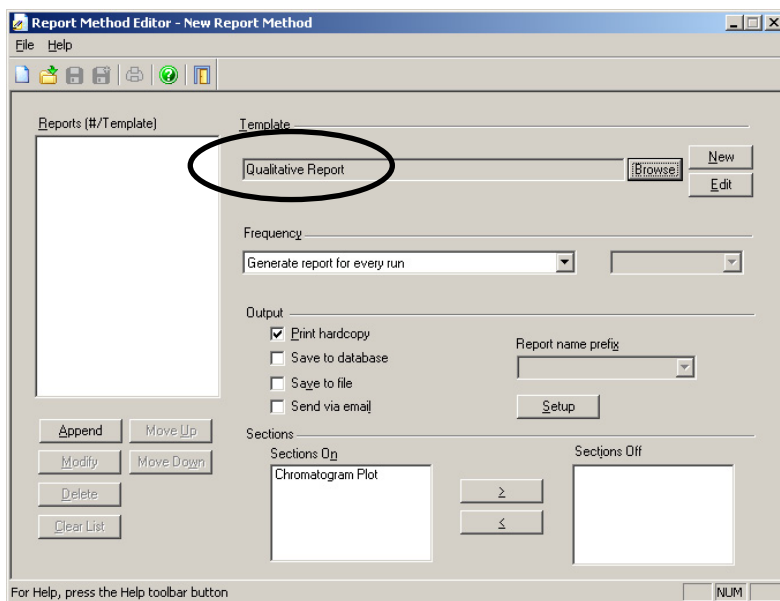 Report Method Editor - New Report Method
File Help
Reports (#/Template)
Template
Qualitative Report
Browse
New
Edit
Frequency
Generate report for every run
Output
Print hardcopy
Save to database
Save to file
Send via email
Report name prefix
Setup
Append
Move Up
Modify
Move Down
Delete
Clear List
Sections
Sections On
Chromatogram Plot
>
<
Sections Off
For Help, press the Help toolbar button
NUM